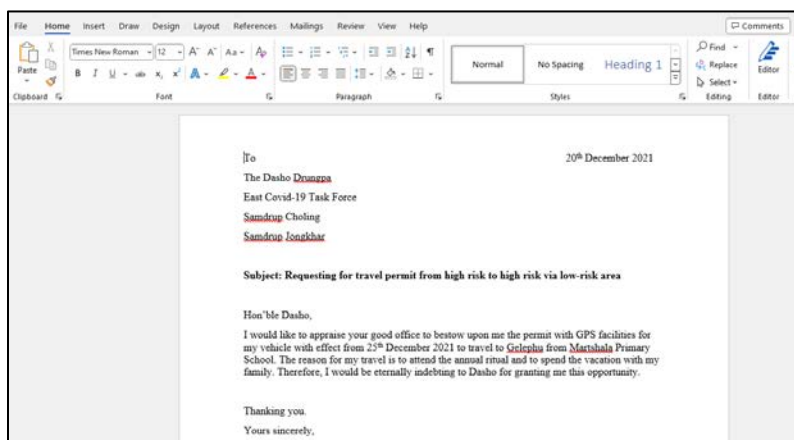 File Home Insert Draw Design Layout References Mailings Review View Help Comments
Times New Roman 12 A^ A˅ Aa A Find
Paste B I U ab x, x² A A Normal No Spacing Heading 1 Replace Editor
Select
Clipboard Font Paragraph Styles Editing Editor
To 20th December 2021
The Dasho Drungpa
East Covid-19 Task Force
Samdrup Choling
Samdrup Jongkhar
Subject: Requesting for travel permit from high risk to high risk via low-risk area
Hon'ble Dasho,
I would like to appraise your good office to bestow upon me the permit with GPS facilities for
my vehicle with effect from 25th December 2021 to travel to Gelephu from Martshala Primary
School. The reason for my travel is to attend the annual ritual and to spend the vacation with my
family. Therefore, I would be eternally indebting to Dasho for granting me this opportunity.
Thanking you.
Yours sincerely,